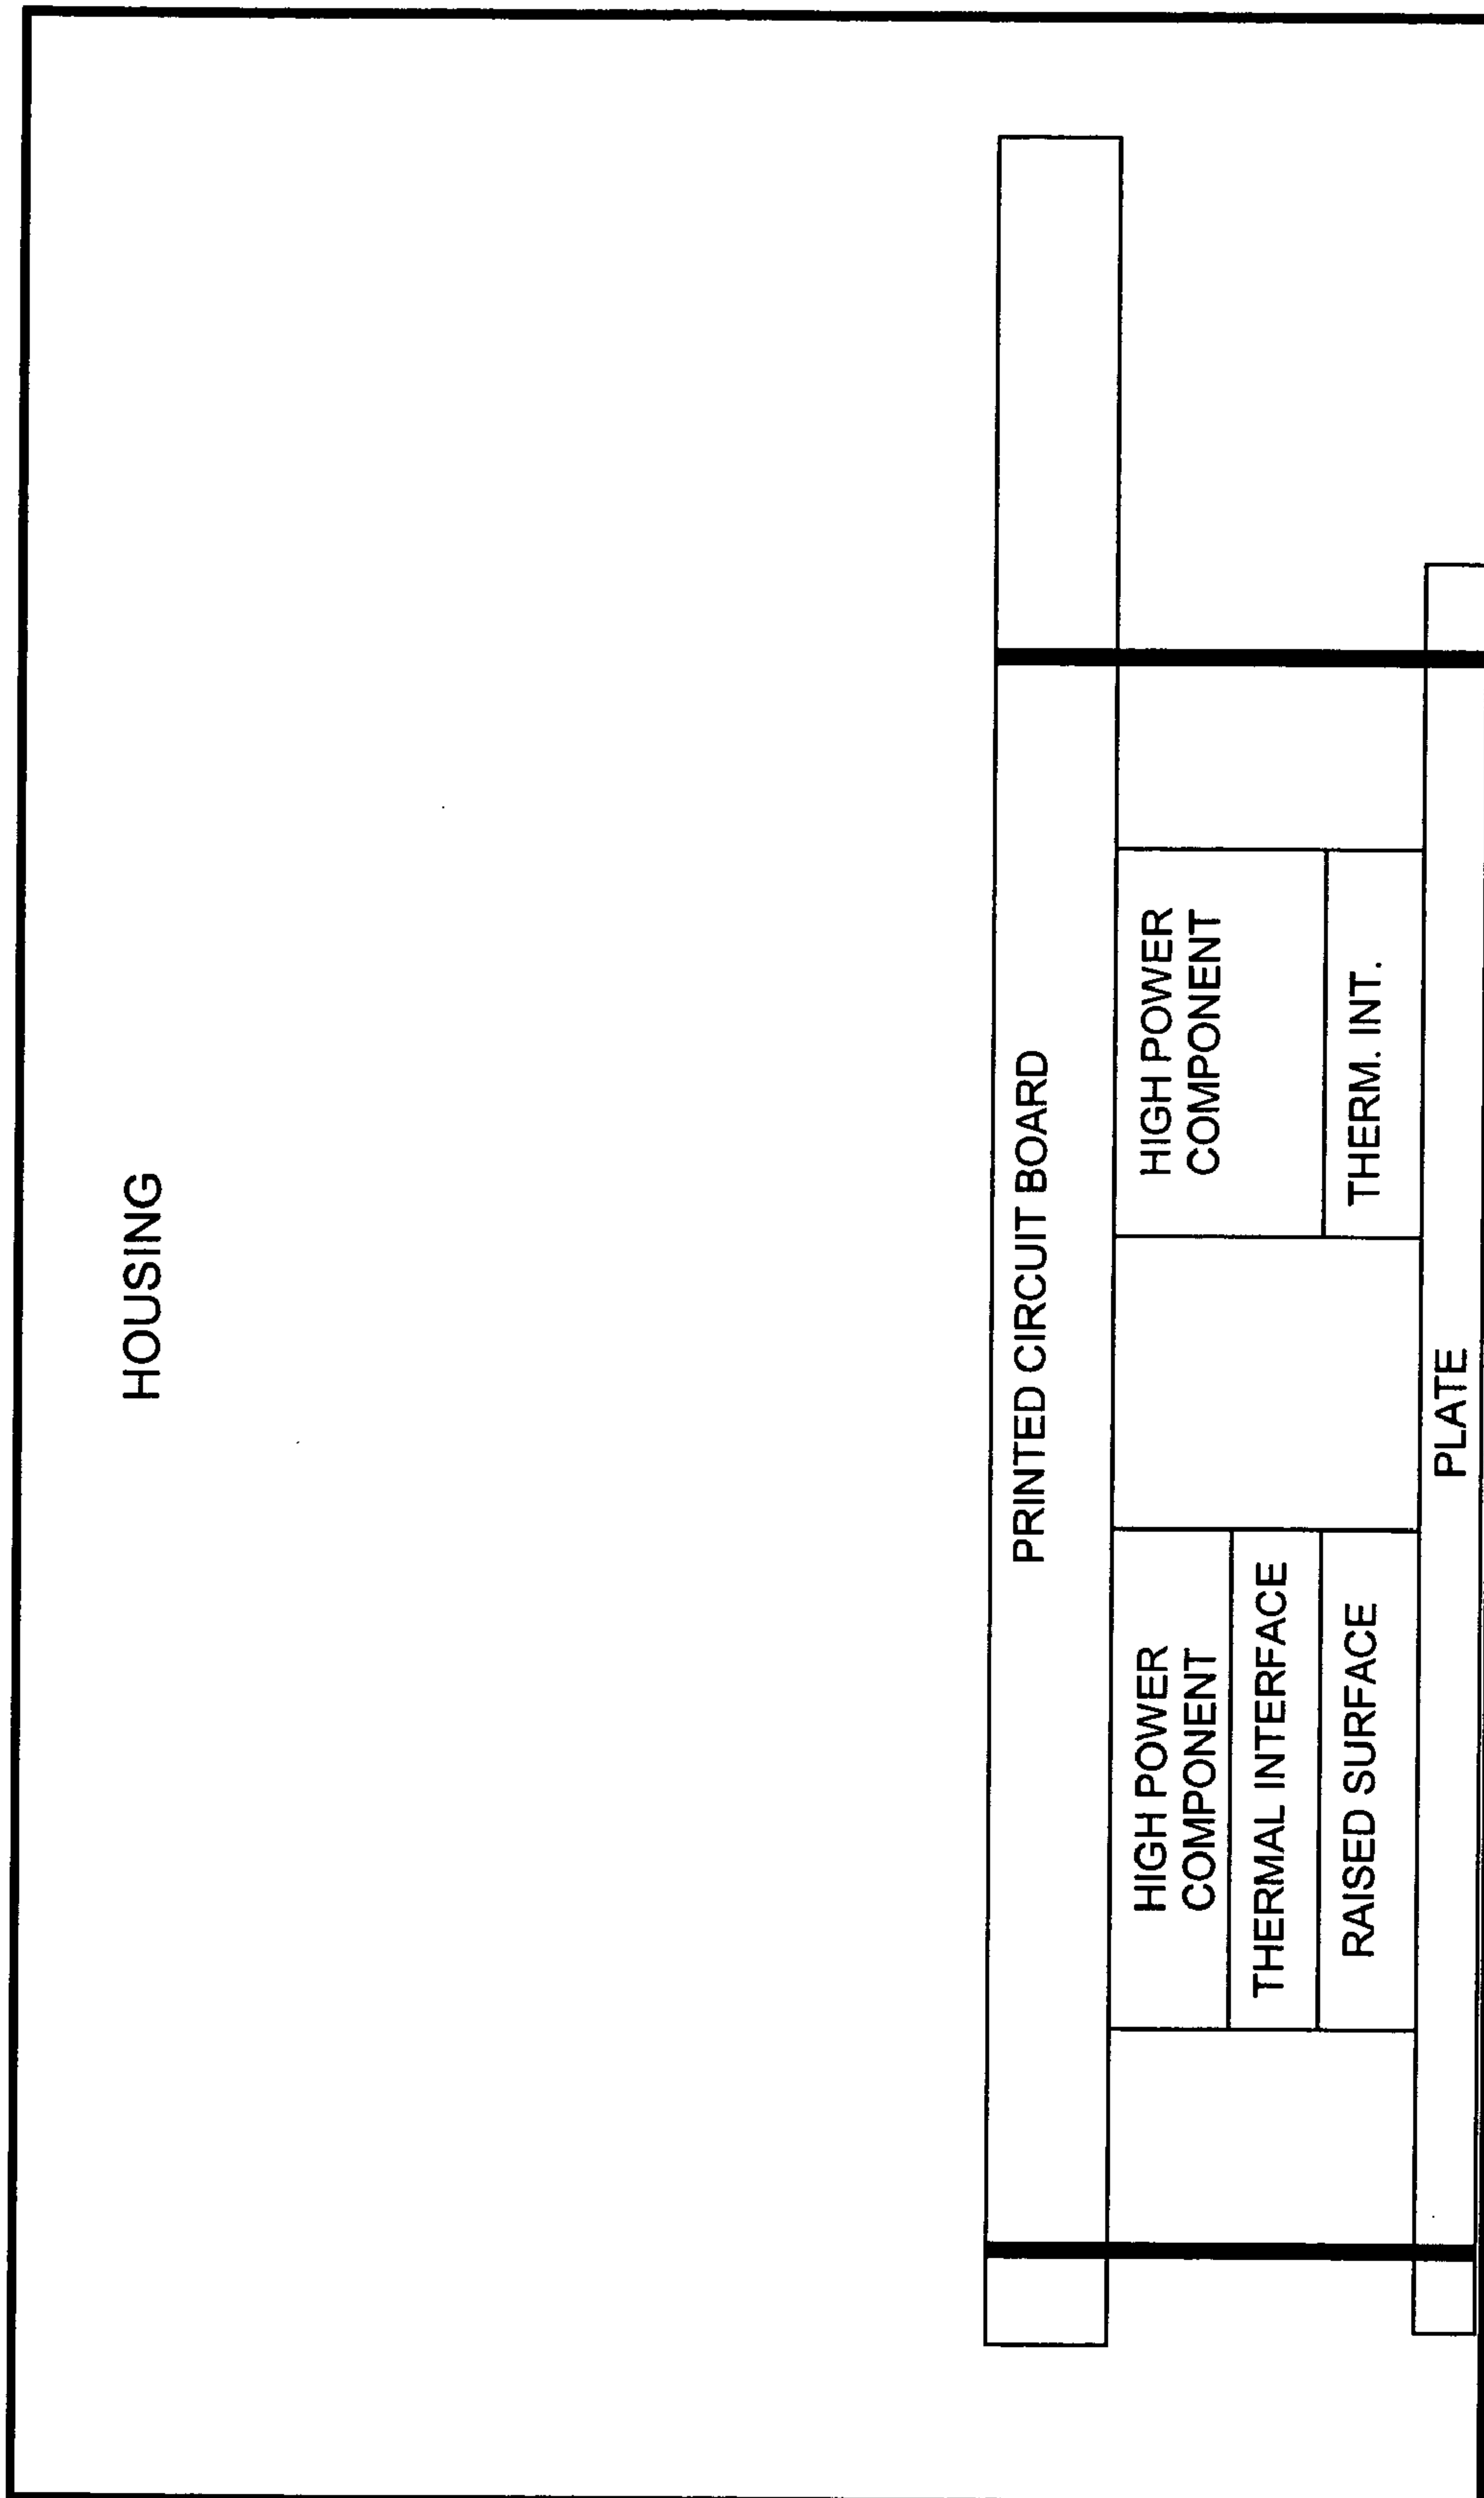 HOUSING
PRINTED CIRCUIT BOARD
HIGH POWER
COMPONENT
THERMAL INTERFACE
RAISED SURFACE
HIGH POWER
COMPONENT
THERM. INT.
PLATE